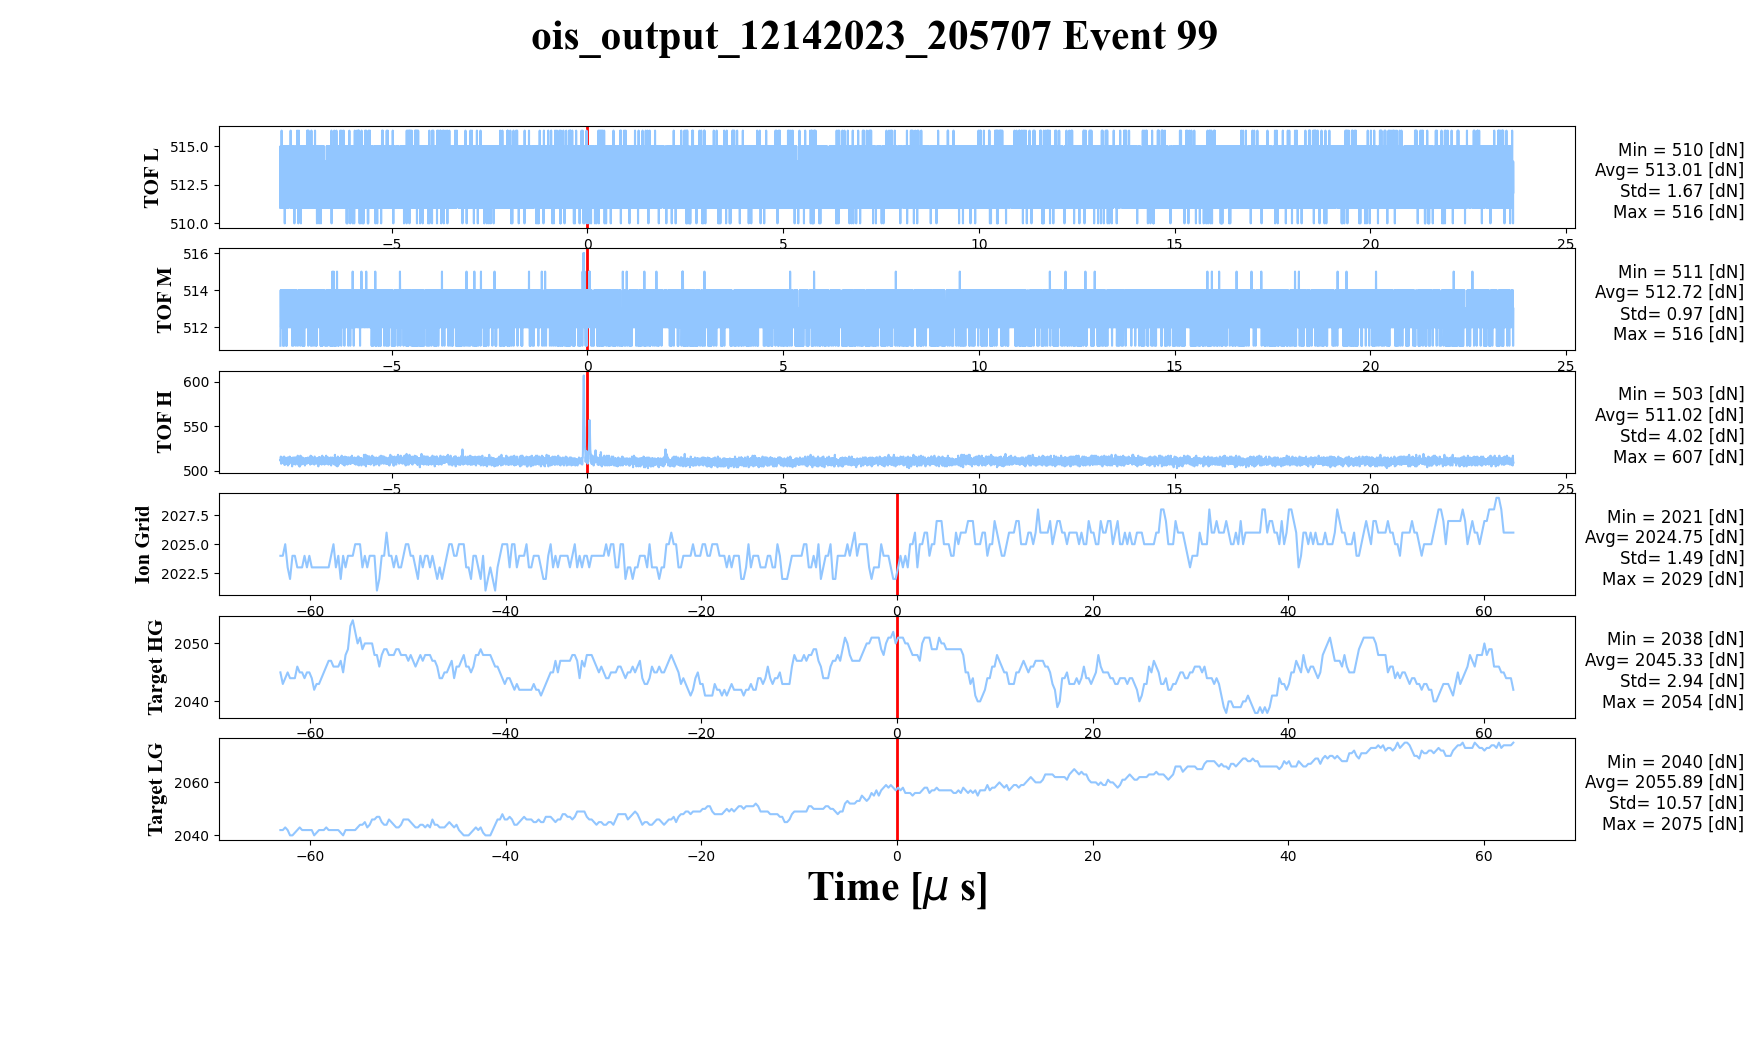 ois_output_12142023_205707 Event 99
TOF L
515.0
512.5
510.0
−5 0 5 10 15 20 25
Min = 510 [dN]
Avg= 513.01 [dN]
Std= 1.67 [dN]
Max = 516 [dN]
TOF M
516
514
512
−5 0 5 10 15 20 25
Min = 511 [dN]
Avg= 512.72 [dN]
Std= 0.97 [dN]
Max = 516 [dN]
TOF H
600
550
500
−5 0 5 10 15 20 25
Min = 503 [dN]
Avg= 511.02 [dN]
Std= 4.02 [dN]
Max = 607 [dN]
Ion Grid
2027.5
2025.0
2022.5
−60 −40 −20 0 20 40 60
Min = 2021 [dN]
Avg= 2024.75 [dN]
Std= 1.49 [dN]
Max = 2029 [dN]
Target HG
2050
2040
−60 −40 −20 0 20 40 60
Min = 2038 [dN]
Avg= 2045.33 [dN]
Std= 2.94 [dN]
Max = 2054 [dN]
Target LG
2060
2040
−60 −40 −20 0 20 40 60
Min = 2040 [dN]
Avg= 2055.89 [dN]
Std= 10.57 [dN]
Max = 2075 [dN]
Time [μ s]